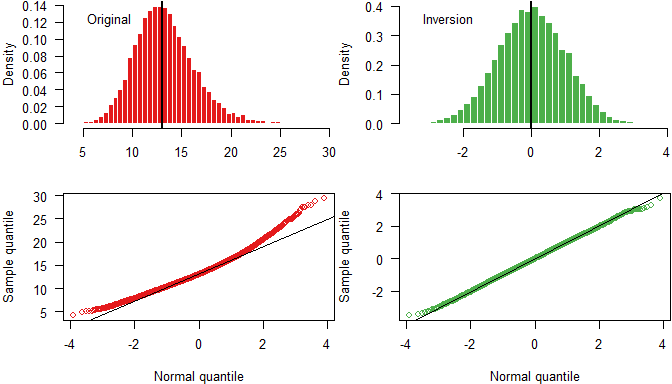 Original
Density
0.00 0.02 0.04 0.06 0.08 0.10 0.12 0.14
5 10 15 20 25 30
Inversion
Density
0.0 0.1 0.2 0.3 0.4
-2 0 2 4
Sample quantile
5 10 15 20 25 30
-4 -2 0 2 4
Normal quantile
Sample quantile
-2 0 2 4
-4 -2 0 2 4
Normal quantile